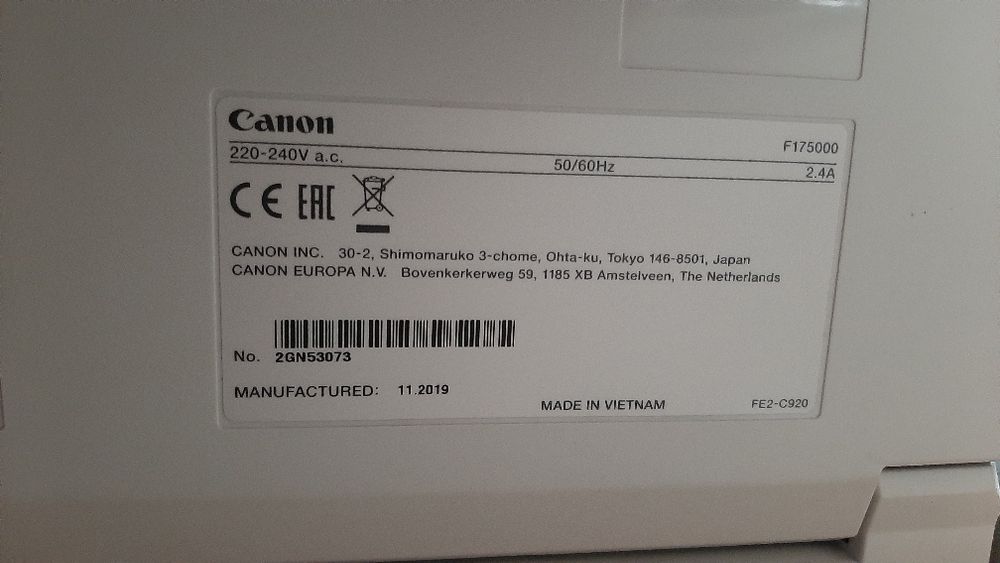 Canon
F175000
220-240V a.c. 50/60Hz 2.4A
CE EAC
CANON INC. 30-2, Shimomaruko 3-chome, Ohta-ku, Tokyo 146-8501, Japan
CANON EUROPA N.V. Bovenkerkerweg 59, 1185 XB Amstelveen, The Netherlands
No. 2GN53073
MANUFACTURED: 11.2019
MADE IN VIETNAM FE2-C920